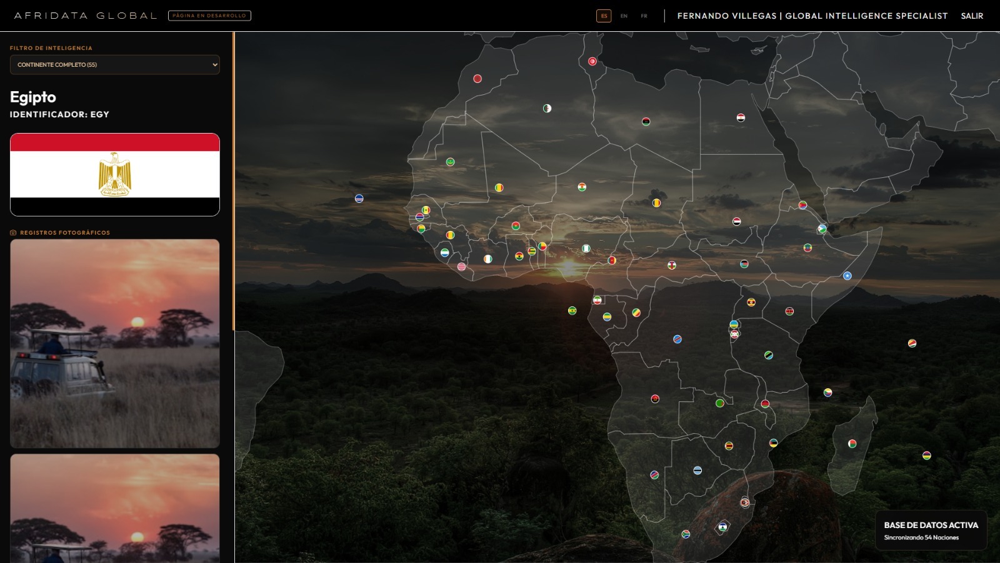 AFRIDATA GLOBAL
PÁGINA EN DESARROLLO
ES
EN
FR
FERNANDO VILLEGAS | GLOBAL INTELLIGENCE SPECIALIST
SALIR
FILTRO DE INTELIGENCIA
CONTINENTE COMPLETO (55)
Egipto
IDENTIFICADOR: EGY
REGISTROS FOTOGRÁFICOS
BASE DE DATOS ACTIVA
Sincronizando 54 Naciones